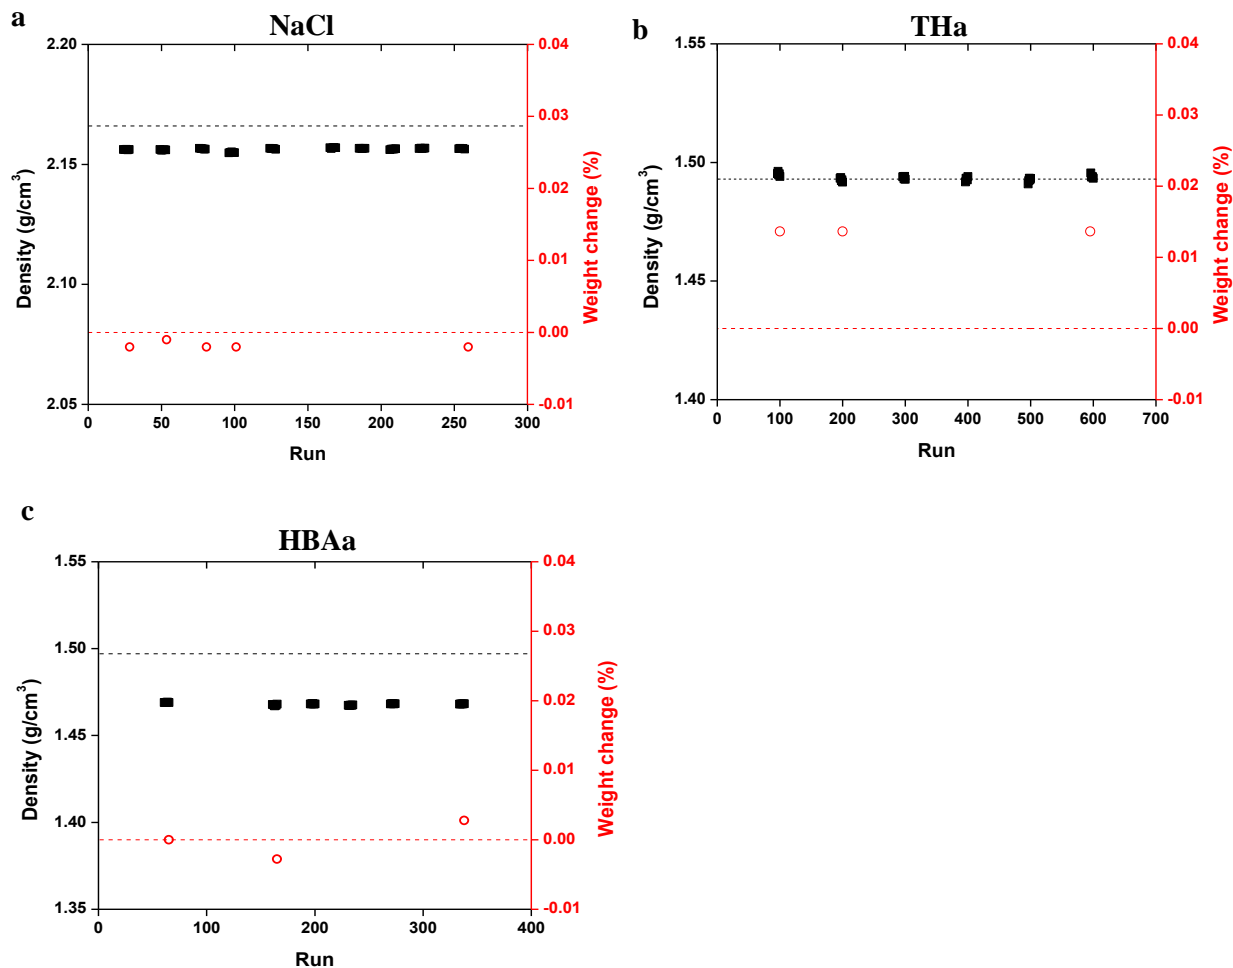 a
NaCl
2.20
2.15
2.10
2.05
Density (g/cm³)
0.04
0.03
0.02
0.01
0.00
-0.01
Weight change (%)
0 50 100 150 200 250 300
Run
b
THa
1.55
1.50
1.45
1.40
Density (g/cm³)
0.04
0.03
0.02
0.01
0.00
-0.01
Weight change (%)
0 100 200 300 400 500 600 700
Run
c
HBAa
1.55
1.50
1.45
1.40
1.35
Density (g/cm³)
0.04
0.03
0.02
0.01
0.00
-0.01
Weight change (%)
0 100 200 300 400
Run